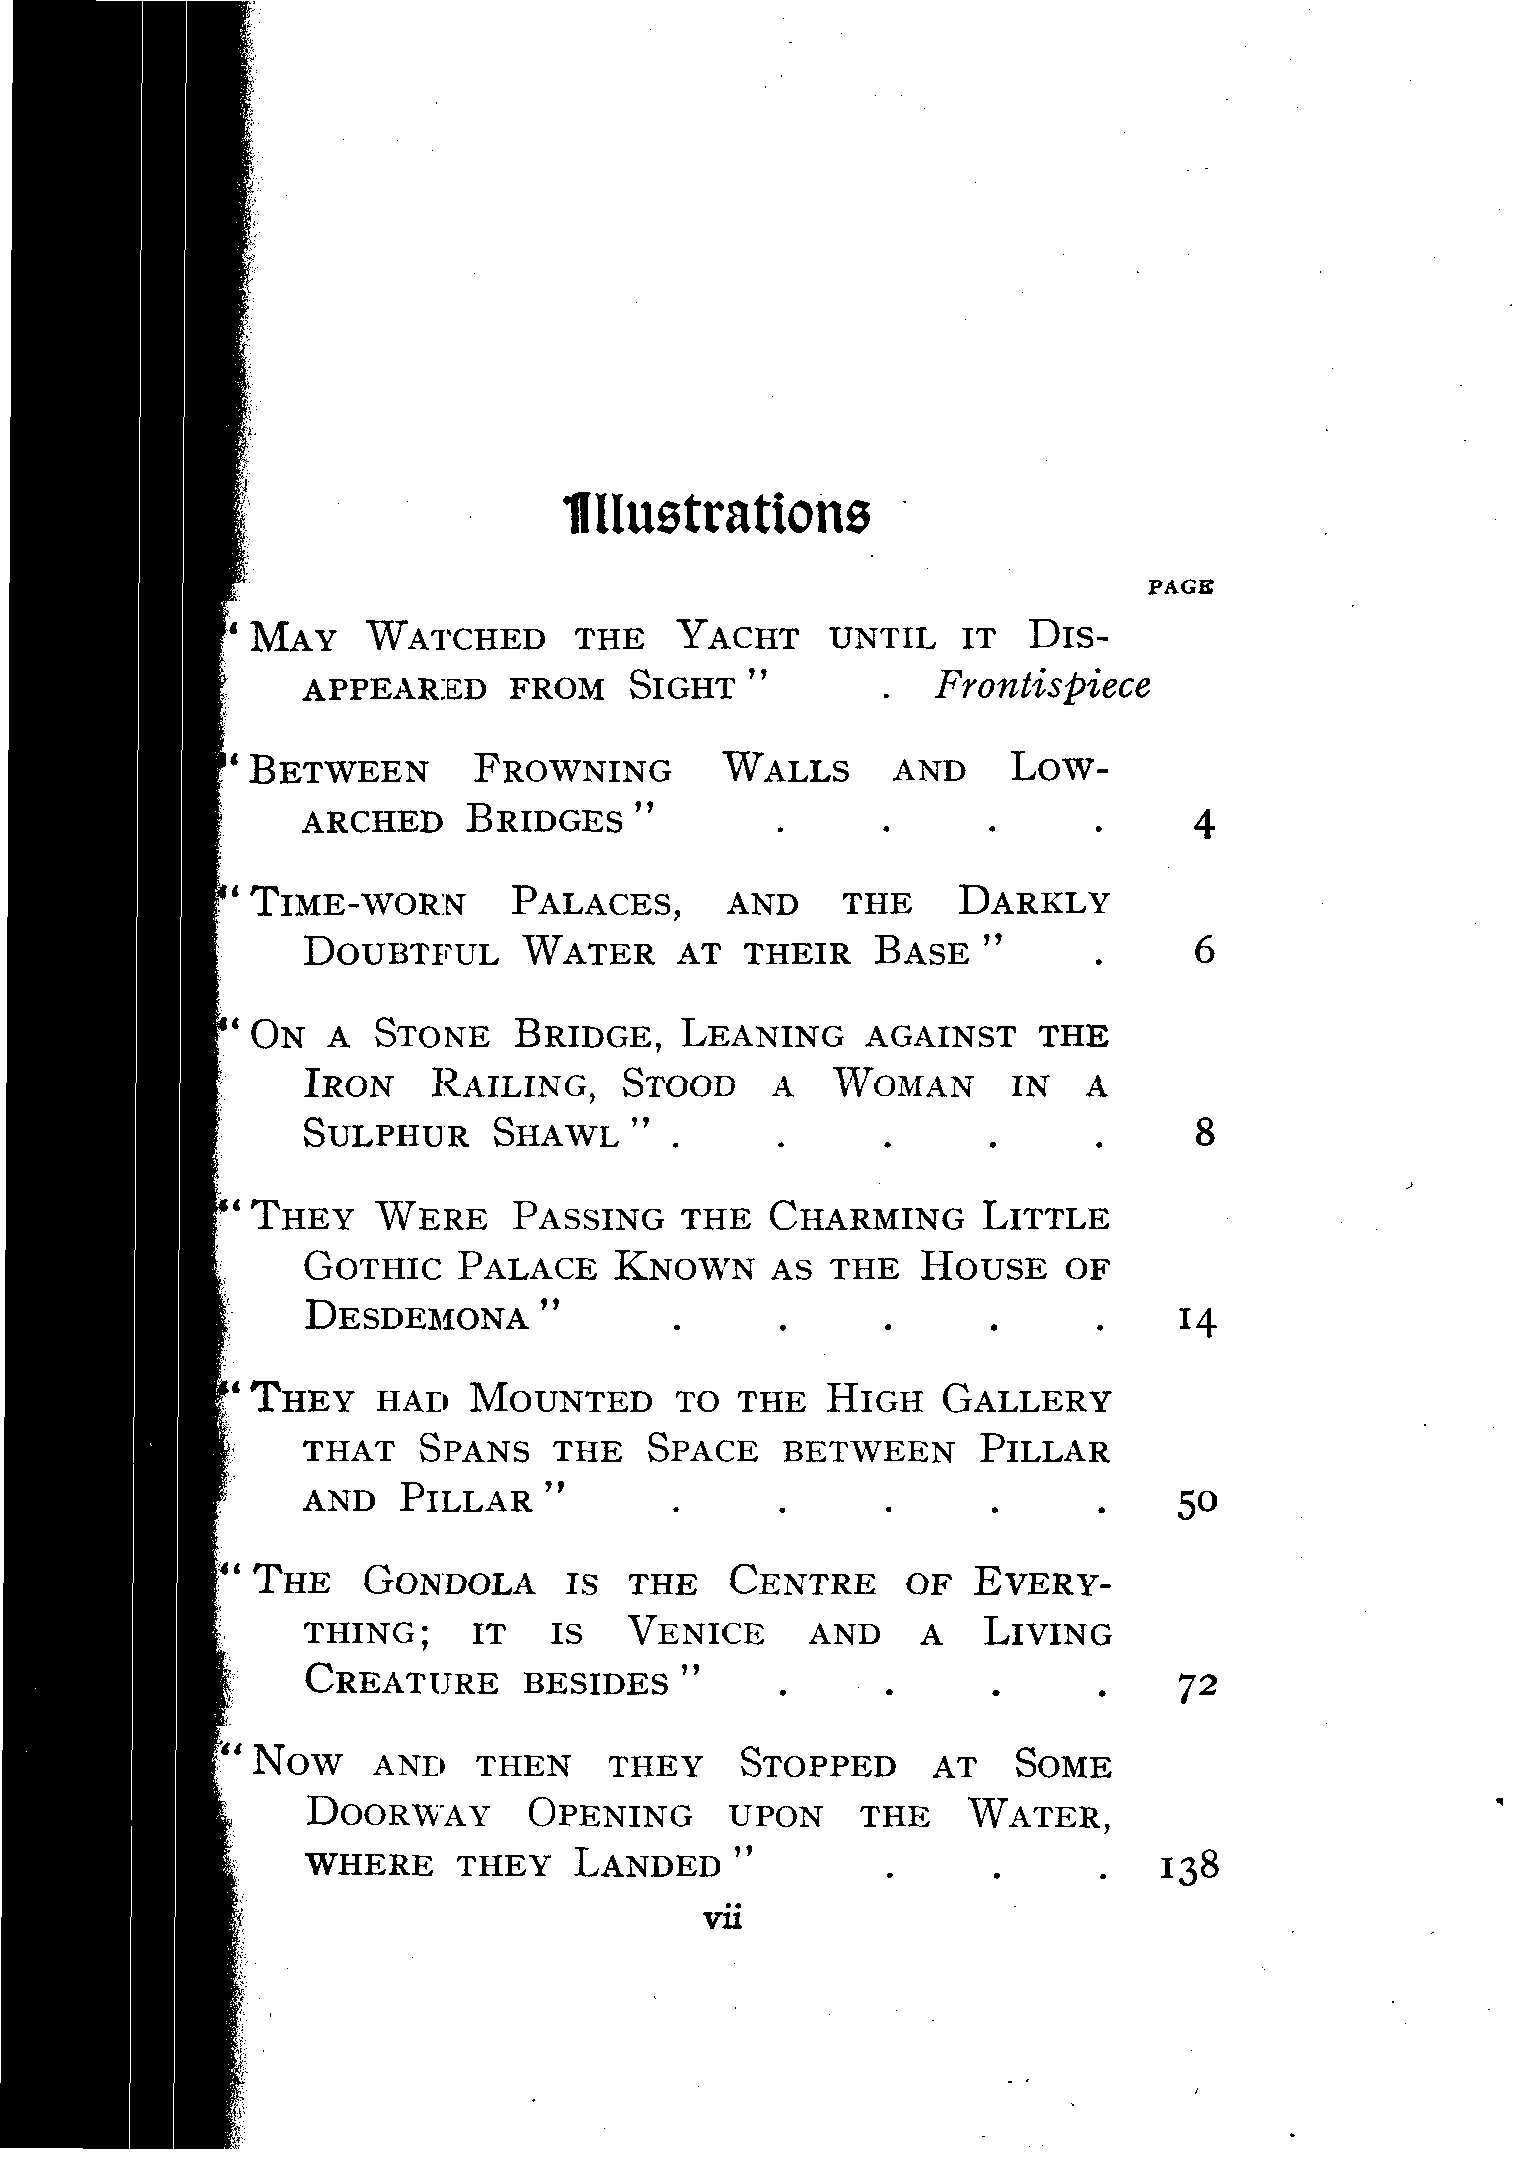 Illustrations
PAGE
"May Watched the Yacht until it Dis-
appeared from Sight" . Frontispiece
"Between Frowning Walls and Low-
arched Bridges" . . . . 4
"Time-worn Palaces, and the Darkly
Doubtful Water at their Base" . 6
"On a Stone Bridge, Leaning against the
Iron Railing, Stood a Woman in a
Sulphur Shawl" . . . . . 8
"They Were Passing the Charming Little
Gothic Palace Known as the House of
Desdemona" . . . . . 14
"They had Mounted to the High Gallery
that Spans the Space between Pillar
and Pillar" . . . . . 50
"The Gondola is the Centre of Every-
thing; it is Venice and a Living
Creature besides" . . . . 72
"Now and then they Stopped at Some
Doorway Opening upon the Water,
where they Landed" . . . 138
vii